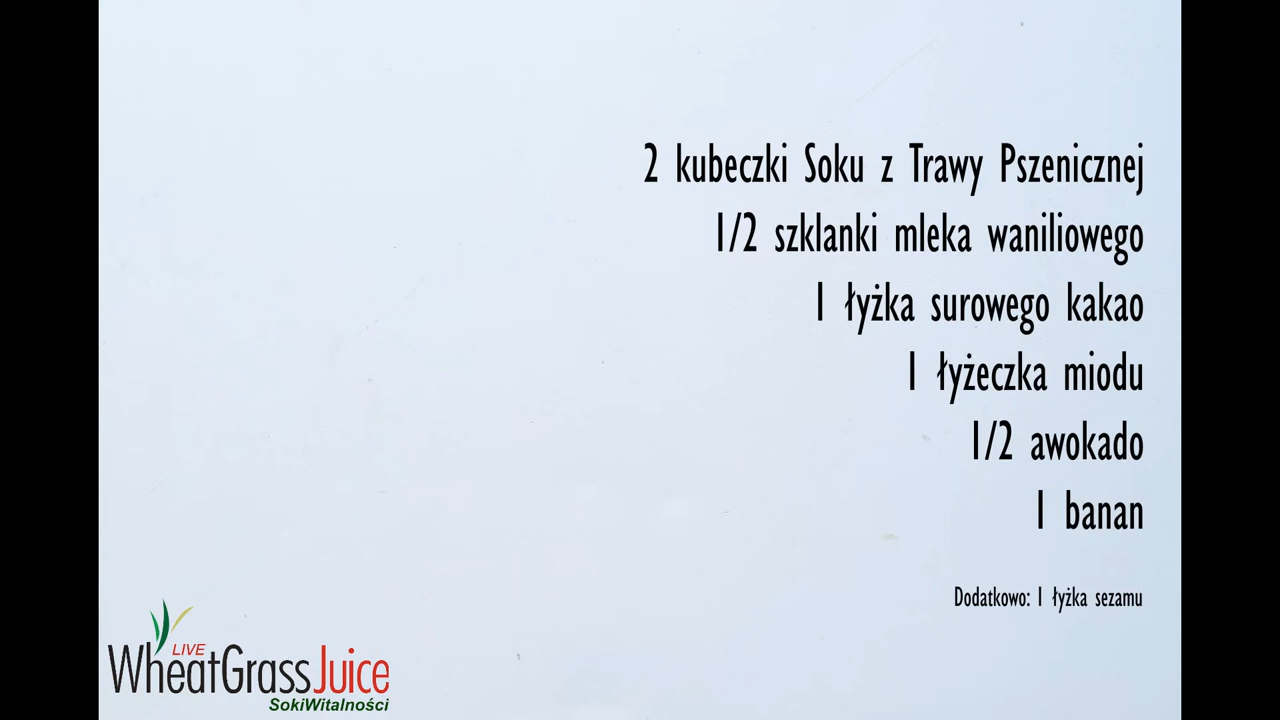 2 kubeczki Soku z Trawy Pszenicznej
1/2 szklanki mleka waniliowego
1 łyżka surowego kakao
1 łyżeczka miodu
1/2 awokado
1 banan
Dodatkowo: 1 łyżka sezamu
LIVE
WheatGrassJuice
SokiWitalności